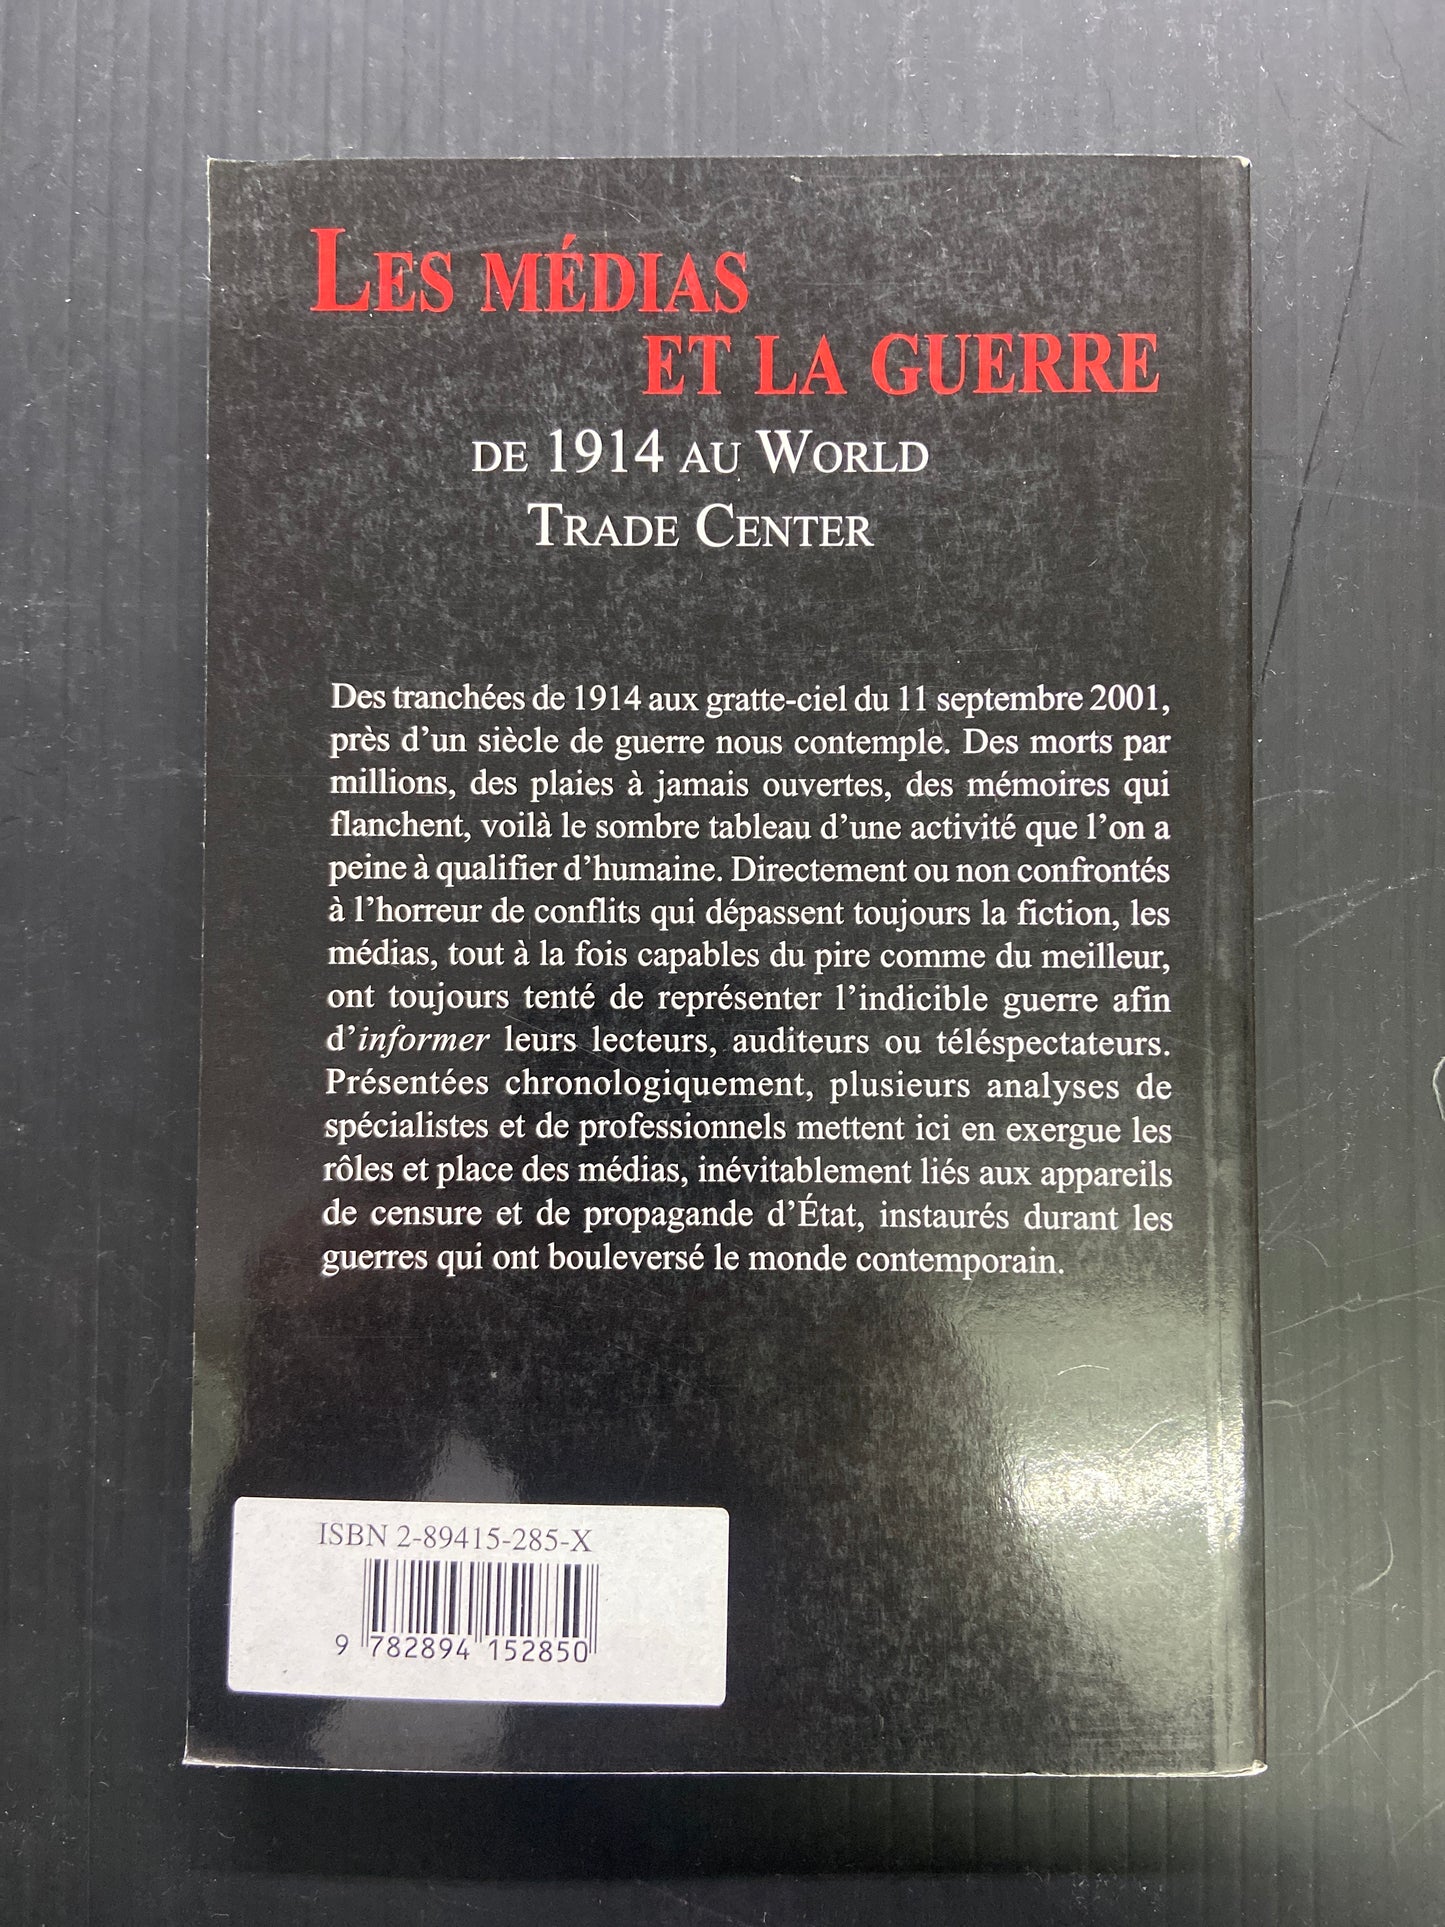 LES MÉDIAS
ET LA GUERRE
DE 1914 AU WORLD
TRADE CENTER
Des tranchées de 1914 aux gratte-ciel du 11 septembre 2001,
près d'un siècle de guerre nous contemple. Des morts par
millions, des plaies à jamais ouvertes, des mémoires qui
flanchent, voilà le sombre tableau d'une activité que l'on a
peine à qualifier d'humaine. Directement ou non confrontés
à l'horreur de conflits qui dépassent toujours la fiction, les
médias, tout à la fois capables du pire comme du meilleur,
ont toujours tenté de représenter l'indicible guerre afin
d'informer leurs lecteurs, auditeurs ou téléspectateurs.
Présentées chronologiquement, plusieurs analyses de
spécialistes et de professionnels mettent ici en exergue les
rôles et place des médias, inévitablement liés aux appareils
de censure et de propagande d'État, instaurés durant les
guerres qui ont bouleversé le monde contemporain.
ISBN 2-89415-285-X
9 782894 152850